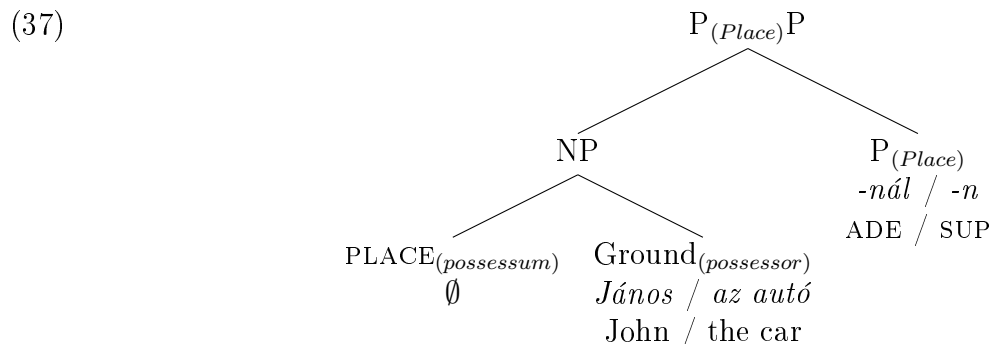 (37) P(Place)P
NP P(Place)
-nál / -n
ADE / SUP
PLACE(possessum) Ground(possessor)
∅ János / az autó
John / the car